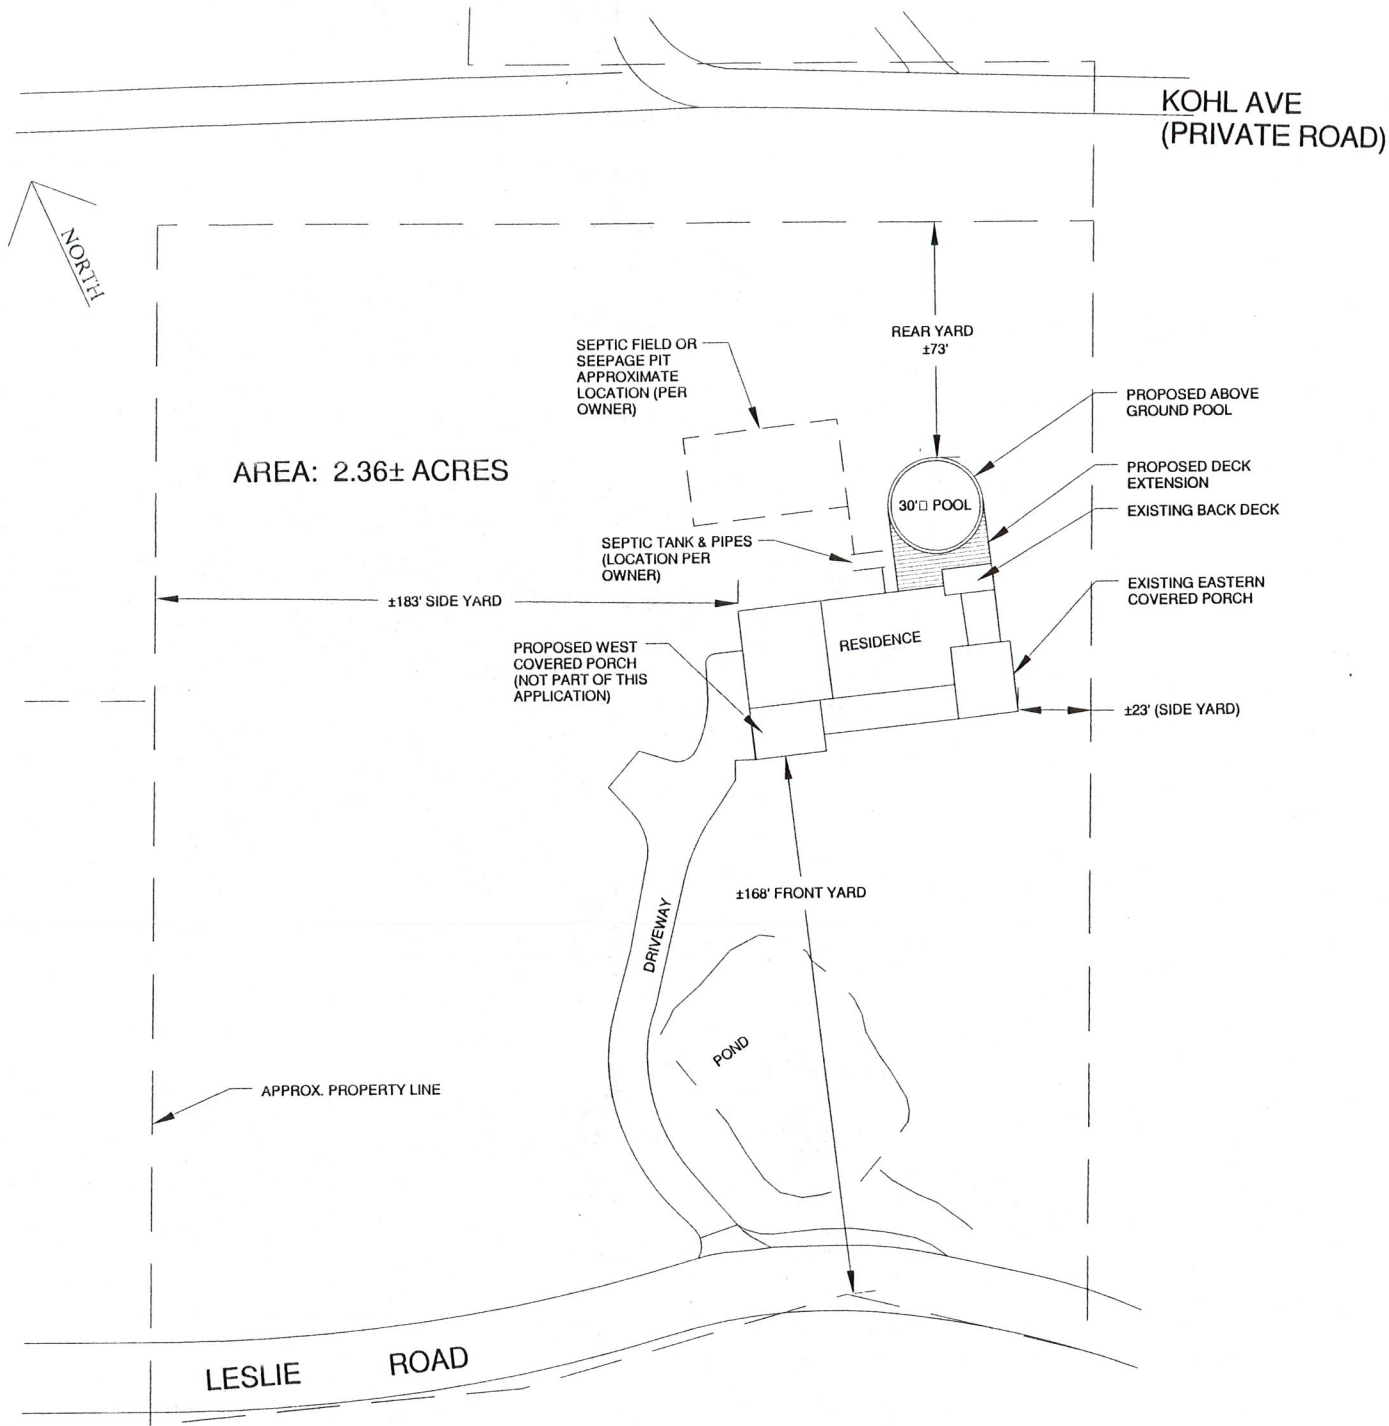 KOHL AVE
(PRIVATE ROAD)
NORTH
REAR YARD
±73'
SEPTIC FIELD OR
SEEPAGE PIT
APPROXIMATE
LOCATION (PER
OWNER)
PROPOSED ABOVE
GROUND POOL
AREA: 2.36± ACRES
PROPOSED DECK
EXTENSION
30'□ POOL
EXISTING BACK DECK
SEPTIC TANK & PIPES
(LOCATION PER
OWNER)
EXISTING EASTERN
COVERED PORCH
±183' SIDE YARD
RESIDENCE
PROPOSED WEST
COVERED PORCH
(NOT PART OF THIS
APPLICATION)
±23' (SIDE YARD)
±168' FRONT YARD
DRIVEWAY
POND
APPROX. PROPERTY LINE
LESLIE ROAD